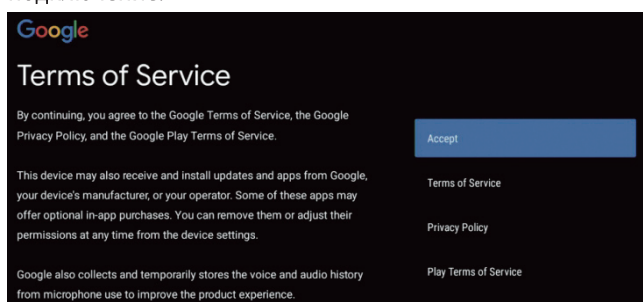 Google
Terms of Service
By continuing, you agree to the Google Terms of Service, the Google
Privacy Policy, and the Google Play Terms of Service.
This device may also receive and install updates and apps from Google,
your device's manufacturer, or your operator. Some of these apps may
offer optional in-app purchases. You can remove them or adjust their
permissions at any time from the device settings.
Google also collects and temporarily stores the voice and audio history
from microphone use to improve the product experience.
Accept
Terms of Service
Privacy Policy
Play Terms of Service